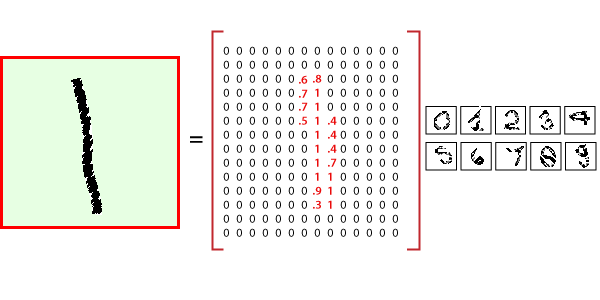 1
=
0 0 0 0 0 0 0 0 0 0 0 0 0 0
0 0 0 0 0 0 0 0 0 0 0 0 0 0
0 0 0 0 0 0 .6 .8 0 0 0 0 0 0
0 0 0 0 0 0 .7 1 0 0 0 0 0 0
0 0 0 0 0 0 .7 1 0 0 0 0 0 0
0 0 0 0 0 0 .5 1 .4 0 0 0 0 0
0 0 0 0 0 0 0 1 .4 0 0 0 0 0
0 0 0 0 0 0 0 1 .4 0 0 0 0 0
0 0 0 0 0 0 0 1 .7 0 0 0 0 0
0 0 0 0 0 0 0 1 1 0 0 0 0 0
0 0 0 0 0 0 0 .9 1 0 0 0 0 0
0 0 0 0 0 0 0 .3 1 0 0 0 0 0
0 0 0 0 0 0 0 0 0 0 0 0 0 0
0 0 0 0 0 0 0 0 0 0 0 0 0 0
0 1 2 3 4
5 6 7 8 9